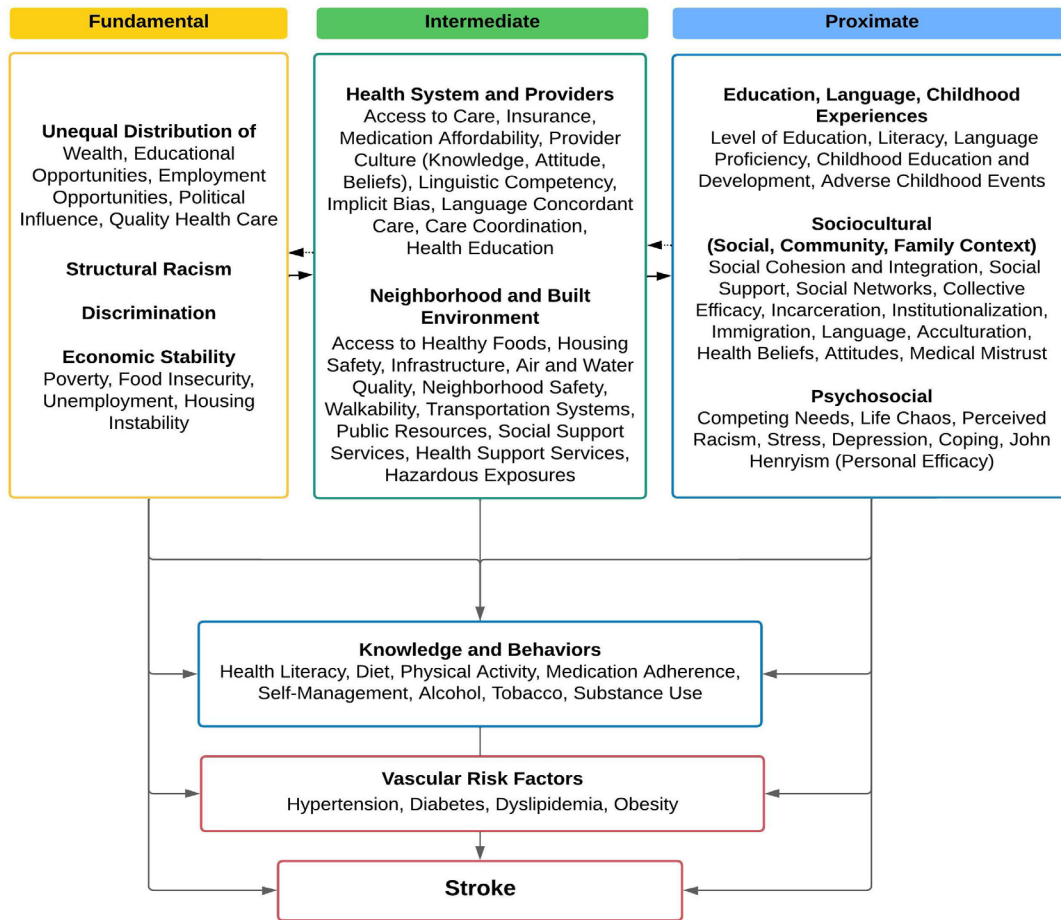 Fundamental
Intermediate
Proximate
Unequal Distribution of
Wealth, Educational
Opportunities, Employment
Opportunities, Political
Influence, Quality Health Care
Structural Racism
Discrimination
Economic Stability
Poverty, Food Insecurity,
Unemployment, Housing
Instability
Health System and Providers
Access to Care, Insurance,
Medication Affordability, Provider
Culture (Knowledge, Attitude,
Beliefs), Linguistic Competency,
Implicit Bias, Language Concordant
Care, Care Coordination,
Health Education
Neighborhood and Built
Environment
Access to Healthy Foods, Housing
Safety, Infrastructure, Air and Water
Quality, Neighborhood Safety,
Walkability, Transportation Systems,
Public Resources, Social Support
Services, Health Support Services,
Hazardous Exposures
Education, Language, Childhood
Experiences
Level of Education, Literacy, Language
Proficiency, Childhood Education and
Development, Adverse Childhood Events
Sociocultural
(Social, Community, Family Context)
Social Cohesion and Integration, Social
Support, Social Networks, Collective
Efficacy, Incarceration, Institutionalization,
Immigration, Language, Acculturation,
Health Beliefs, Attitudes, Medical Mistrust
Psychosocial
Competing Needs, Life Chaos, Perceived
Racism, Stress, Depression, Coping, John
Henryism (Personal Efficacy)
Knowledge and Behaviors
Health Literacy, Diet, Physical Activity, Medication Adherence,
Self-Management, Alcohol, Tobacco, Substance Use
Vascular Risk Factors
Hypertension, Diabetes, Dyslipidemia, Obesity
Stroke